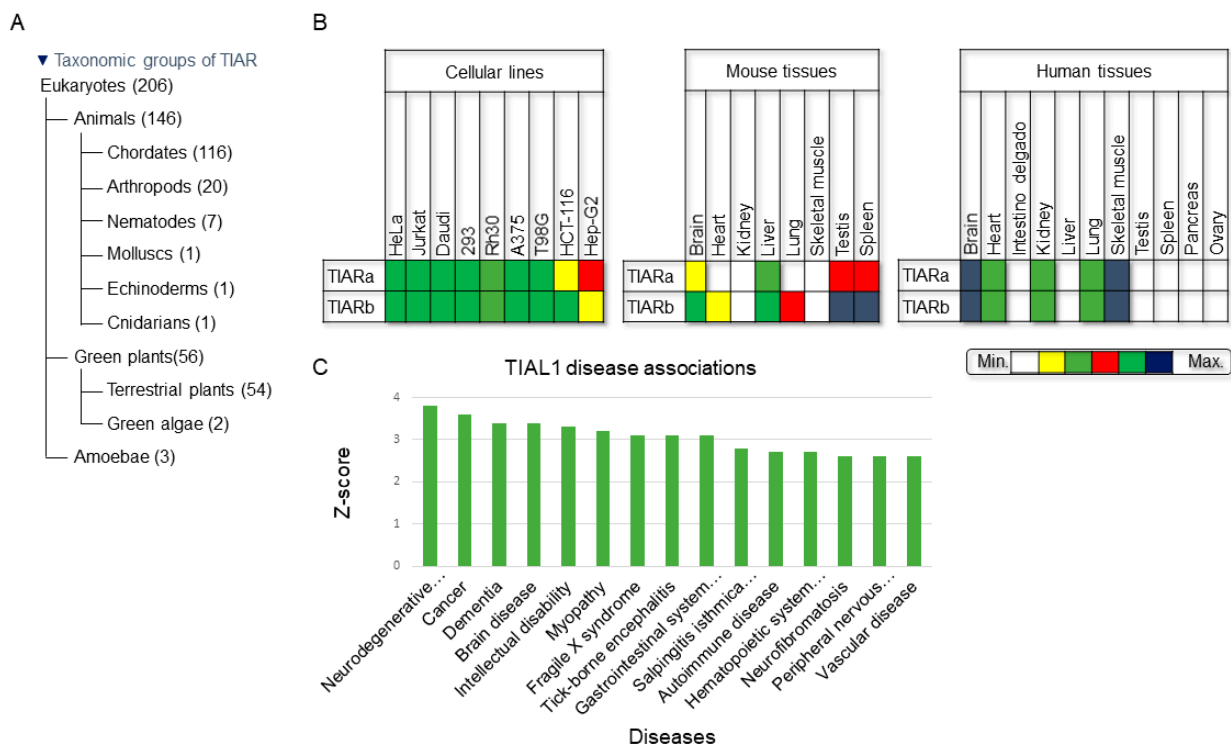 A
▼ Taxonomic groups of TIAR
Eukaryotes (206)
Animals (146)
Chordates (116)
Arthropods (20)
Nematodes (7)
Molluscs (1)
Echinoderms (1)
Cnidarians (1)
Green plants(56)
Terrestrial plants (54)
Green algae (2)
Amoebae (3)
B
Cellular lines
HeLa
Jurkat
Daudi
293
Rh30
A375
T98G
HCT-116
Hep-G2
TIARa
TIARb
Mouse tissues
Brain
Heart
Kidney
Liver
Lung
Skeletal muscle
Testis
Spleen
TIARa
TIARb
Human tissues
Brain
Heart
Intestino delgado
Kidney
Liver
Lung
Skeletal muscle
Testis
Spleen
Pancreas
Ovary
TIARa
TIARb
Min.
Max.
C
TIAL1 disease associations
Z-score
4
3
2
1
0
Neurodegenerative…
Cancer
Dementia
Brain disease
Intellectual disability
Myopathy
Fragile X syndrome
Tick-borne encephalitis
Gastrointestinal system…
Salpingitis isthmica…
Autoimmune disease
Hematopoietic system…
Neurofibromatosis
Peripheral nervous…
Vascular disease
Diseases